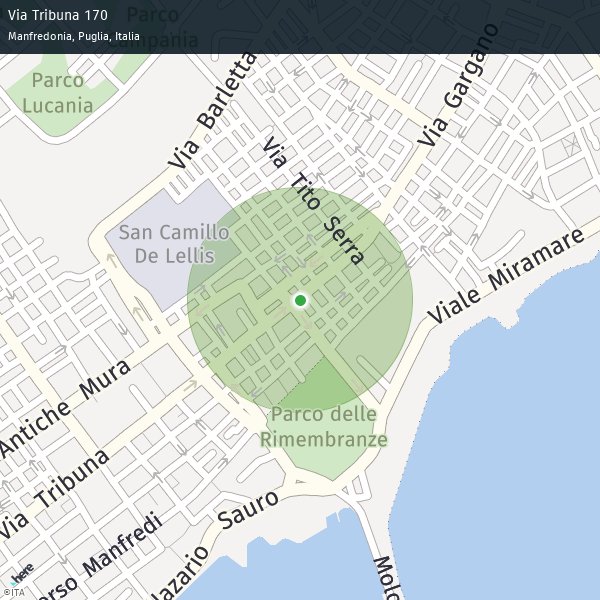 Via Tribuna 170
Manfredonia, Puglia, Italia
Parco
Campania
Parco
Lucania
Via Barletta
Via Gargano
Via Tito Serra
San Camillo
De Lellis
Viale Miramare
Antiche Mura
Parco delle
Rimembranze
Via Tribuna
Sauro
Nazario
Corso Manfredi
Molo
here
©ITA